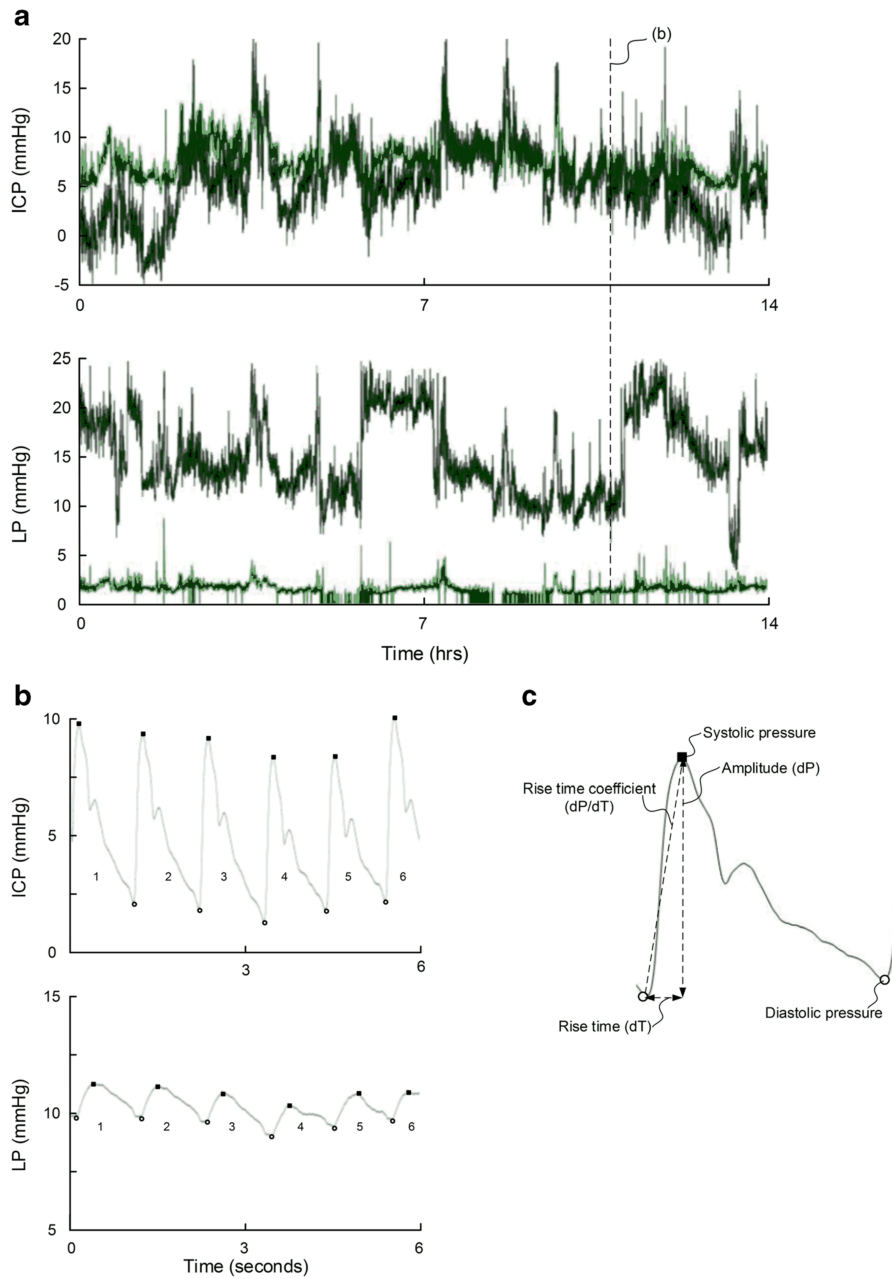 a
(b)
ICP (mmHg)
20
15
10
5
0
-5
0
7
14
LP (mmHg)
25
20
15
10
5
0
0
7
14
Time (hrs)
b
ICP (mmHg)
10
5
0
1
2
3
4
5
6
3
6
LP (mmHg)
15
10
5
1
2
3
4
5
6
0
3
6
Time (seconds)
c
Systolic pressure
Amplitude (dP)
Rise time coefficient
(dP/dT)
Rise time (dT)
Diastolic pressure